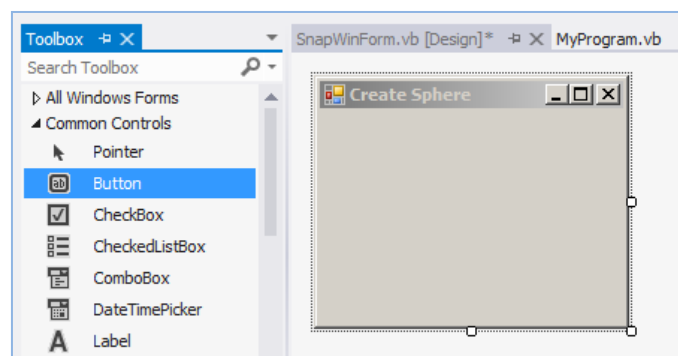 Toolbox
SnapWinForm.vb [Design]*
MyProgram.vb
Search Toolbox
All Windows Forms
Common Controls
Pointer
ab Button
CheckBox
CheckedListBox
ComboBox
DateTimePicker
A Label
Create Sphere